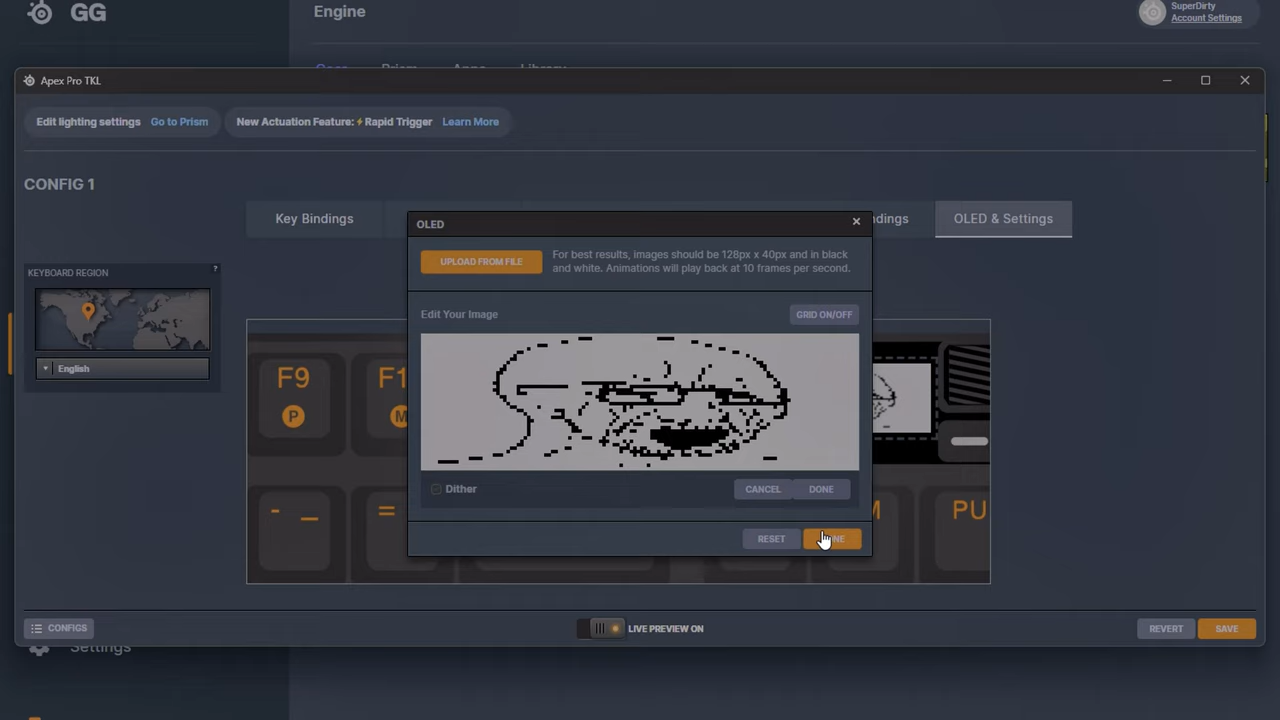 GG
Engine
SuperDirty
Account Settings
Apex Pro TKL
Edit lighting settings Go to Prism
New Actuation Feature: Rapid Trigger Learn More
CONFIG 1
Key Bindings
OLED & Settings
KEYBOARD REGION ?
English
OLED
UPLOAD FROM FILE
For best results, images should be 128px x 40px and in black
and white. Animations will play back at 10 frames per second.
Edit Your Image
GRID ON/OFF
F9
P
Dither
CANCEL
DONE
- _
=
PU
RESET
CONFIGS
LIVE PREVIEW ON
REVERT
SAVE
Settings